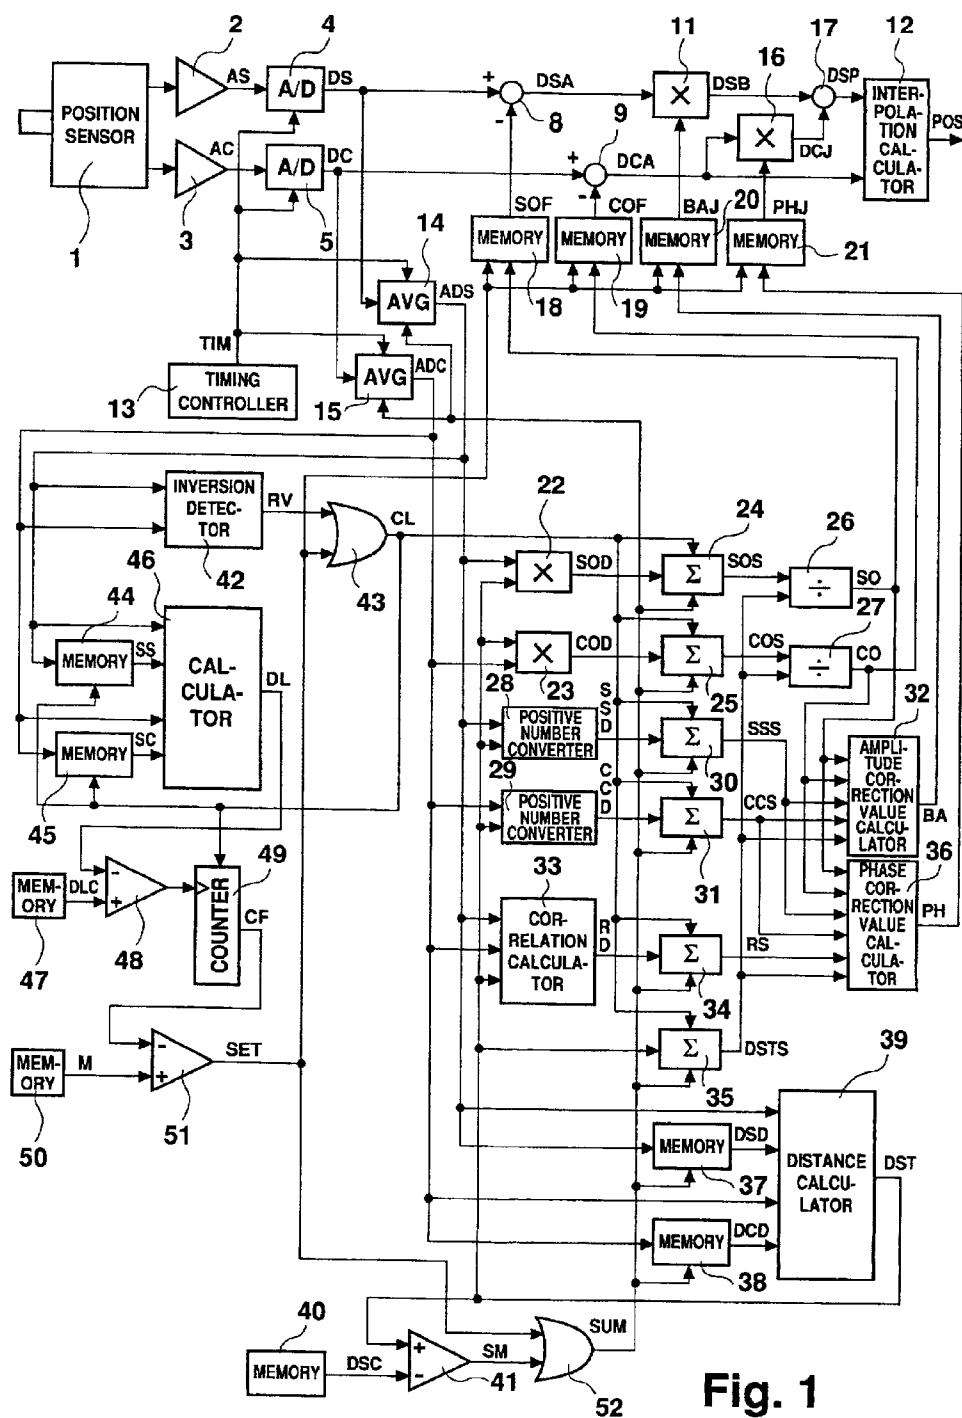 2
4
11
16
17
12
AS
A/D
DS
+
DSA
×
DSB
DSP
INTER-
POLATION
CAL-
CULATOR
POS
POSITION
SENSOR
-
8
9
×
DCJ
AC
A/D
DC
+
DCA
-
1
3
5
14
SOF
COF
BAJ
20
PHJ
MEMORY
MEMORY
MEMORY
MEMORY
21
18
19
AVG
ADS
TIM
ADC
AVG
13
TIMING
CONTROLLER
15
INVERSION
DETEC-
TOR
RV
CL
22
24
26
46
42
43
×
SOD
Σ
SOS
÷
SO
44
27
MEMORY
SS
CAL-
CULA-
TOR
DL
×
COD
Σ
COS
÷
CO
23
25
32
28
POSITIVE
NUMBER
CONVERTER
SSD
Σ
SSS
30
AMPLI-
TUDE
COR-
RECTION
VALUE
CALCU-
LATOR
BA
MEMORY
SC
45
29
POSITIVE
NUMBER
CONVERTER
CCD
Σ
CCS
31
36
49
33
PHASE
COR-
RECTION
VALUE
CAL-
CULA-
TOR
PH
MEM-
ORY
DLC
-
+
48
COUNTER
CF
47
COR-
RELATION
CALCULA-
TOR
RD
Σ
RS
34
MEM-
ORY
M
-
+
SET
51
50
Σ
DSTS
35
39
MEMORY
DSD
37
DISTANCE
CALCU-
LATOR
DST
MEMORY
DCD
38
40
MEMORY
DSC
+
-
41
SM
SUM
52
Fig. 1